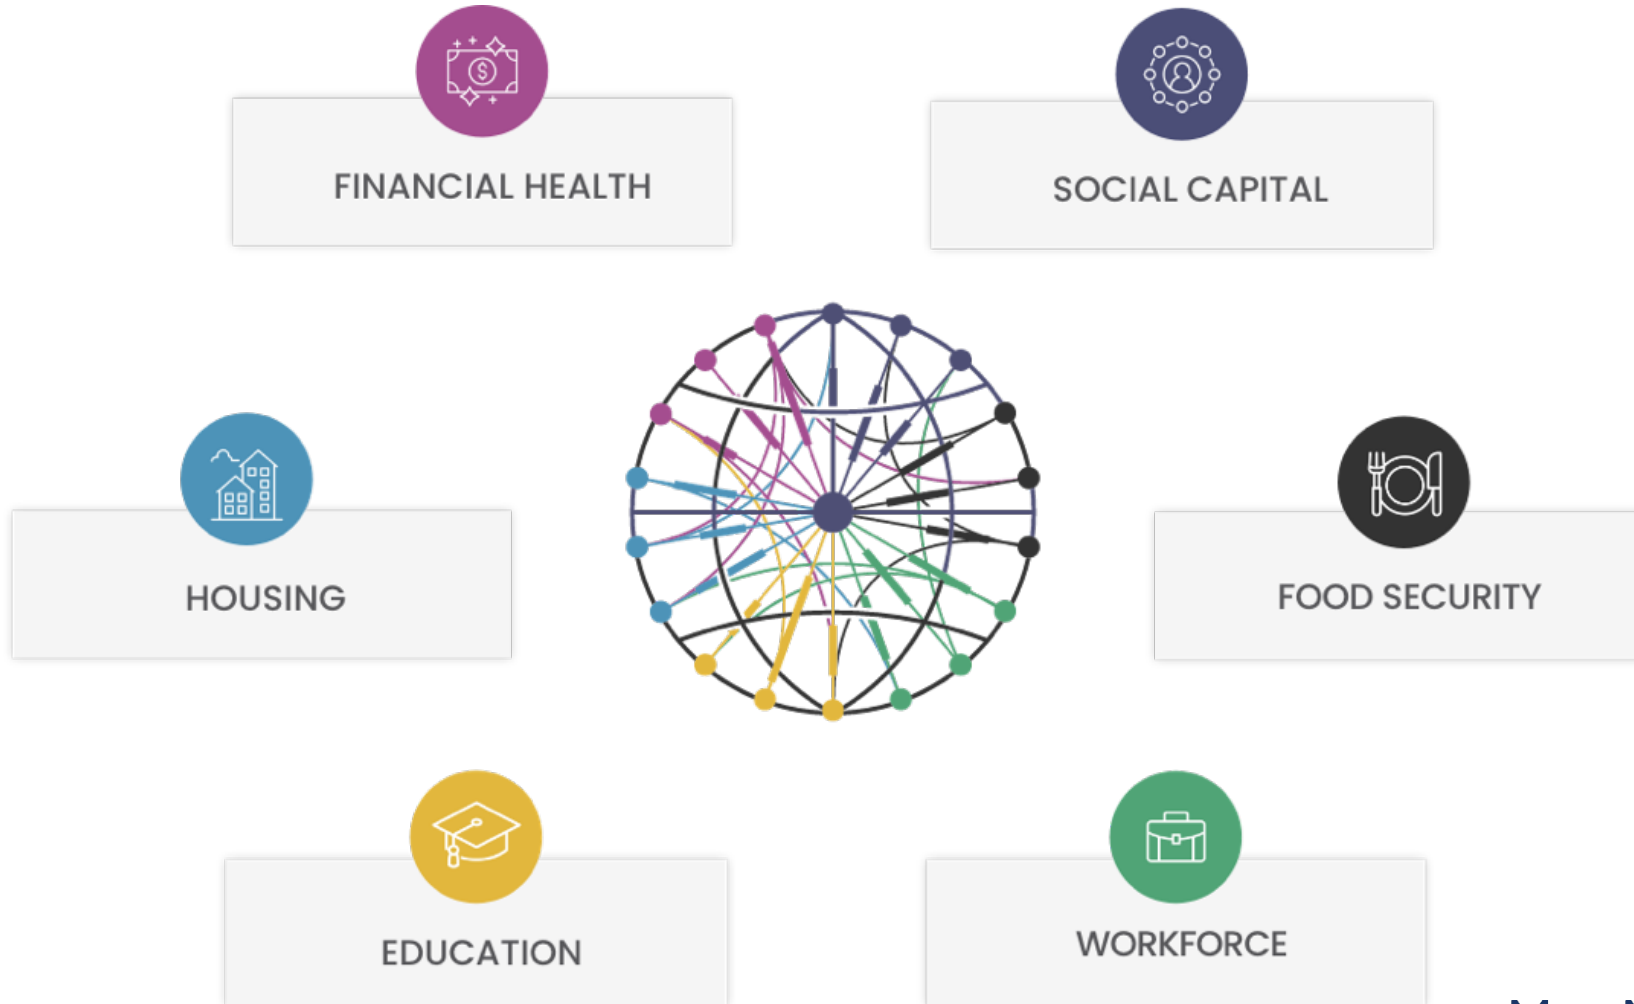 FINANCIAL HEALTH
SOCIAL CAPITAL
HOUSING
FOOD SECURITY
EDUCATION
WORKFORCE